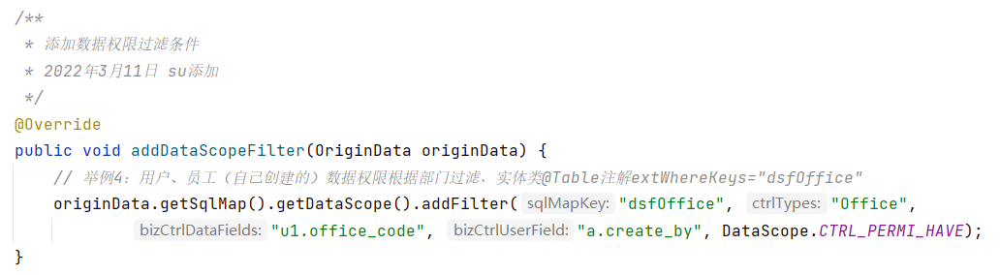 /**
* 添加数据权限过滤条件
* 2022年3月11日 su添加
*/
@Override
public void addDataScopeFilter(OriginData originData) {
// 举例4：用户、员工（自己创建的）数据权限根据部门过滤，实体类@Table注解extWhereKeys="dsfOffice"
originData.getSqlMap().getDataScope().addFilter( sqlMapKey: "dsfOffice", ctrlTypes: "Office",
bizCtrlDataFields: "u1.office_code", bizCtrlUserField: "a.create_by", DataScope.CTRL_PERMI_HAVE);
}